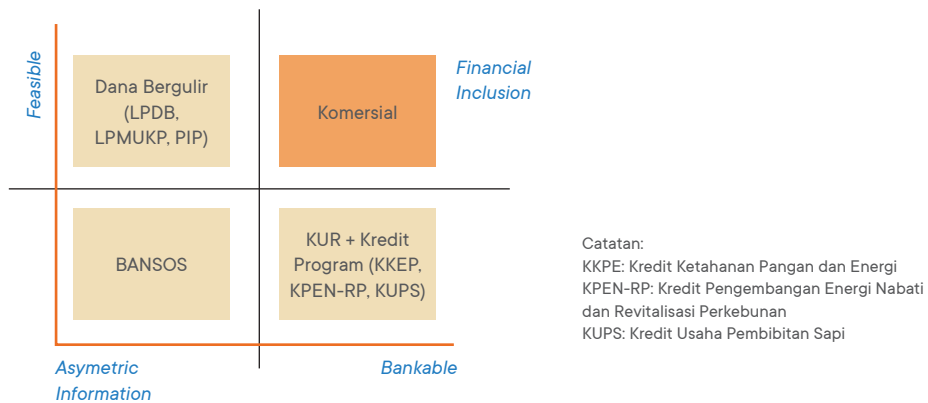 Feasible
Dana Bergulir
(LPDB,
LPMUKP, PIP)
Komersial
Financial
Inclusion
BANSOS
KUR + Kredit
Program (KKEP,
KPEN-RP, KUPS)
Asymetric
Information
Bankable
Catatan:
KKPE: Kredit Ketahanan Pangan dan Energi
KPEN-RP: Kredit Pengembangan Energi Nabati
dan Revitalisasi Perkebunan
KUPS: Kredit Usaha Pembibitan Sapi